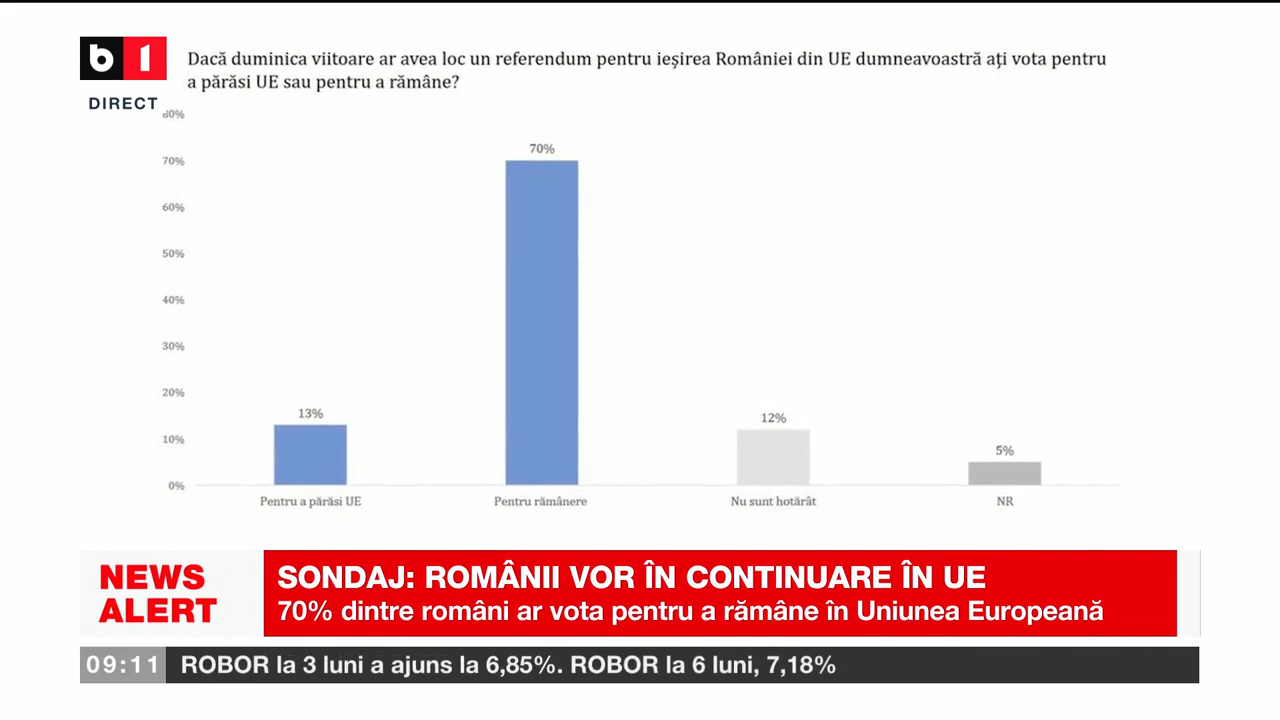 b1
DIRECT
Dacă duminica viitoare ar avea loc un referendum pentru ieșirea României din UE dumneavoastră ați vota pentru
a părăsi UE sau pentru a rămâne?
80%
70%
60%
50%
40%
30%
20%
10%
0%
13%
70%
12%
5%
Pentru a părăsi UE
Pentru rămânere
Nu sunt hotărât
NR
NEWS
ALERT
SONDAJ: ROMÂNII VOR ÎN CONTINUARE ÎN UE
70% dintre români ar vota pentru a rămâne în Uniunea Europeană
09:11
ROBOR la 3 luni a ajuns la 6,85%. ROBOR la 6 luni, 7,18%